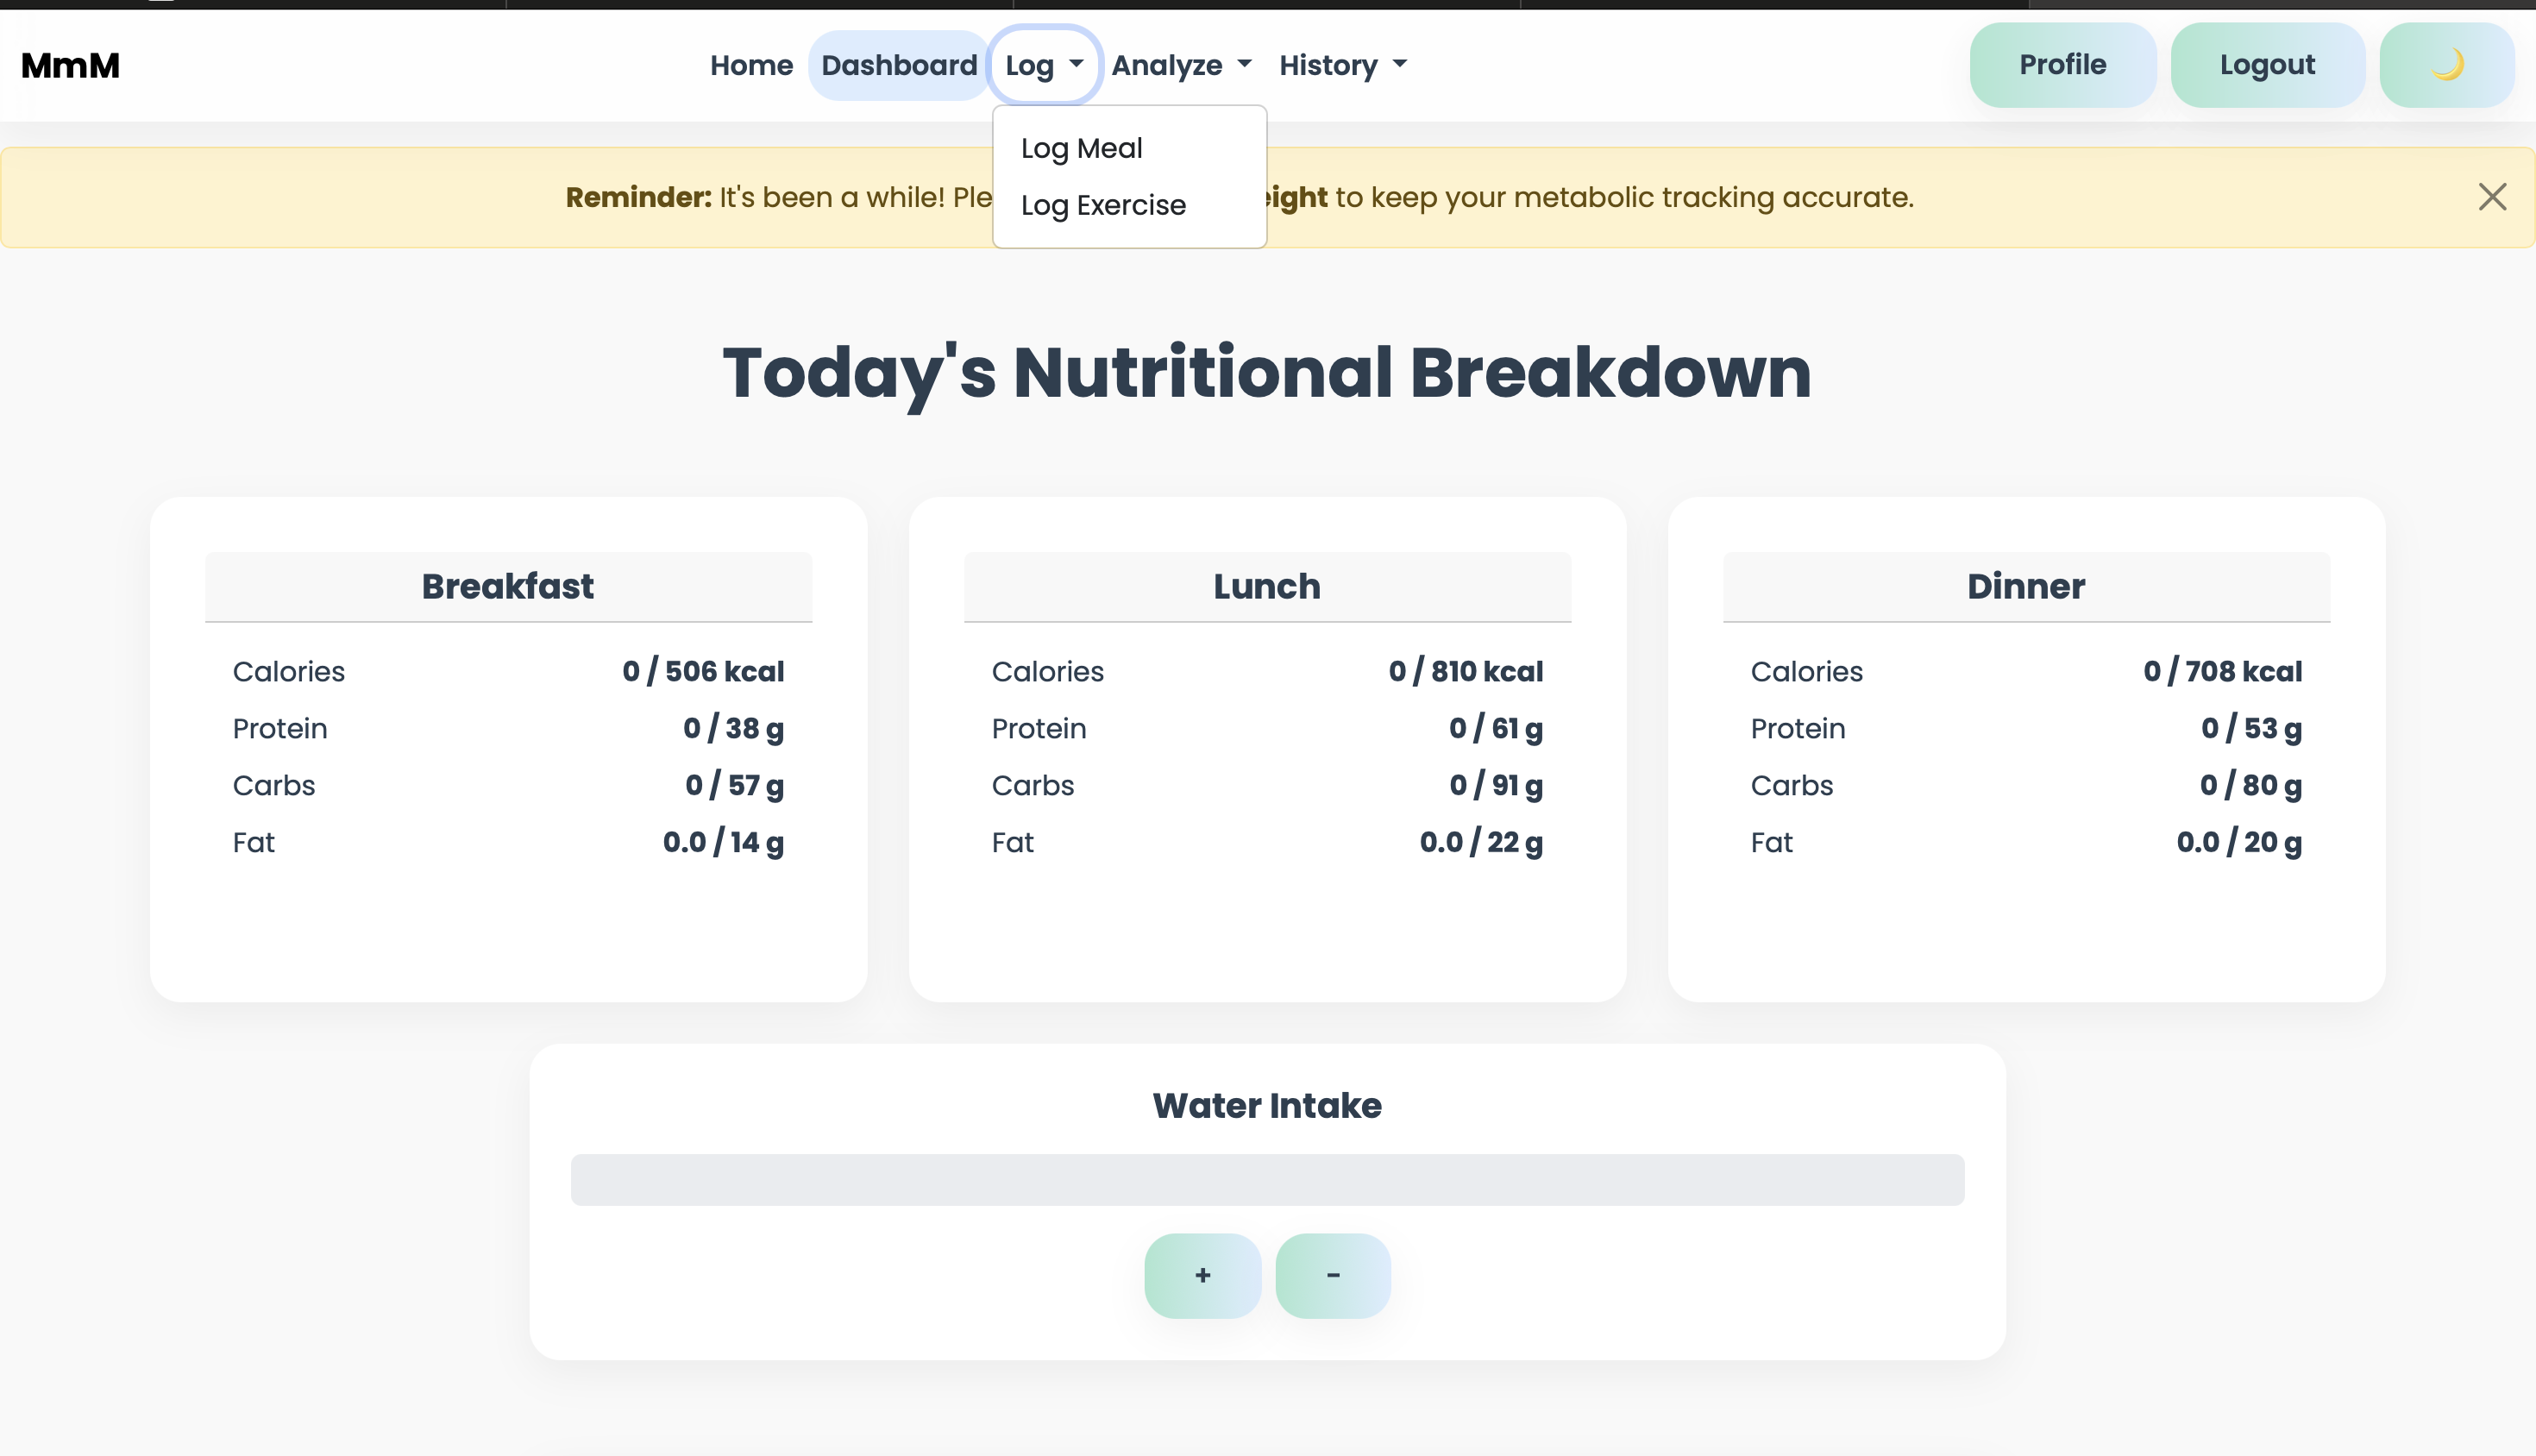 MmM
Home Dashboard Log Analyze History
Profile Logout
Log Meal
Log Exercise
Reminder: It's been a while! to keep your metabolic tracking accurate.
Today's Nutritional Breakdown
Breakfast
Calories 0 / 506 kcal
Protein 0 / 38 g
Carbs 0 / 57 g
Fat 0.0 / 14 g
Lunch
Calories 0 / 810 kcal
Protein 0 / 61 g
Carbs 0 / 91 g
Fat 0.0 / 22 g
Dinner
Calories 0 / 708 kcal
Protein 0 / 53 g
Carbs 0 / 80 g
Fat 0.0 / 20 g
Water Intake
+ -